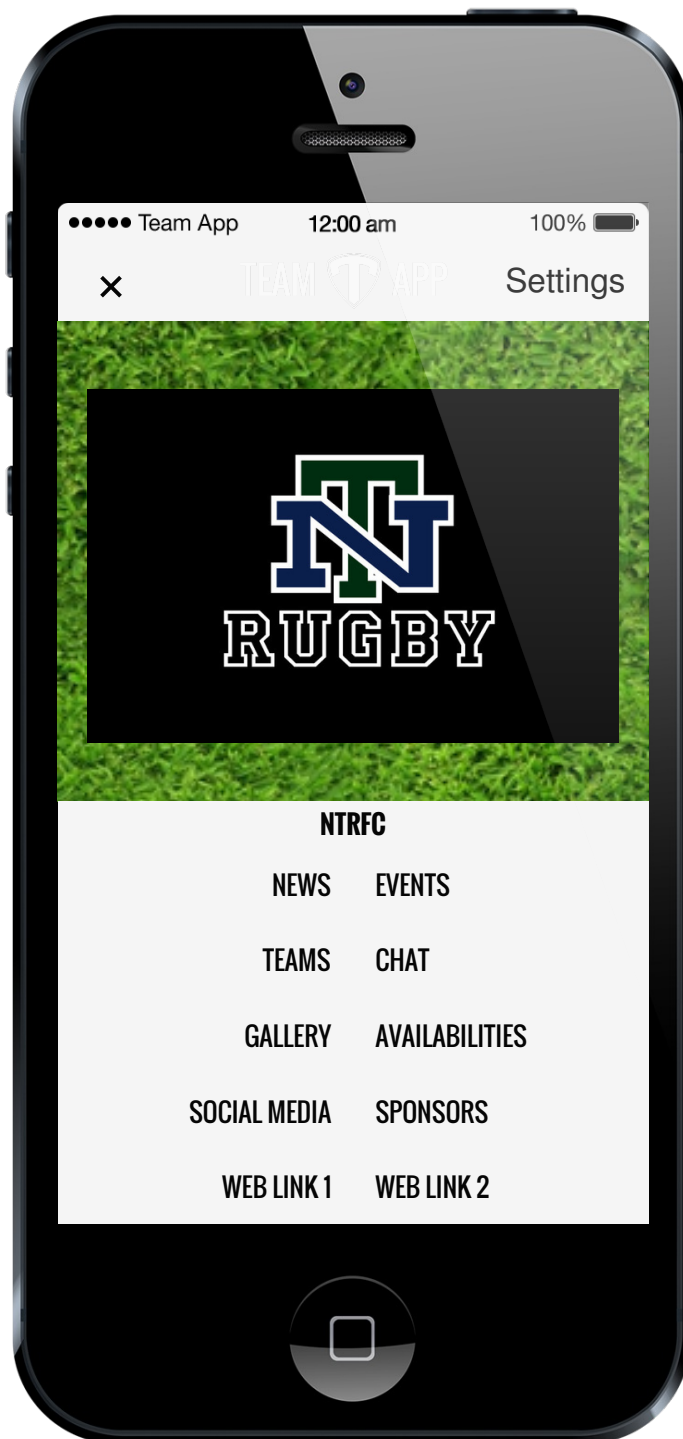 ●●●●● Team App 12:00 am 100%
× TEAM T APP Settings
NT
RUGBY
NTRFC
NEWS EVENTS
TEAMS CHAT
GALLERY AVAILABILITIES
SOCIAL MEDIA SPONSORS
WEB LINK 1 WEB LINK 2